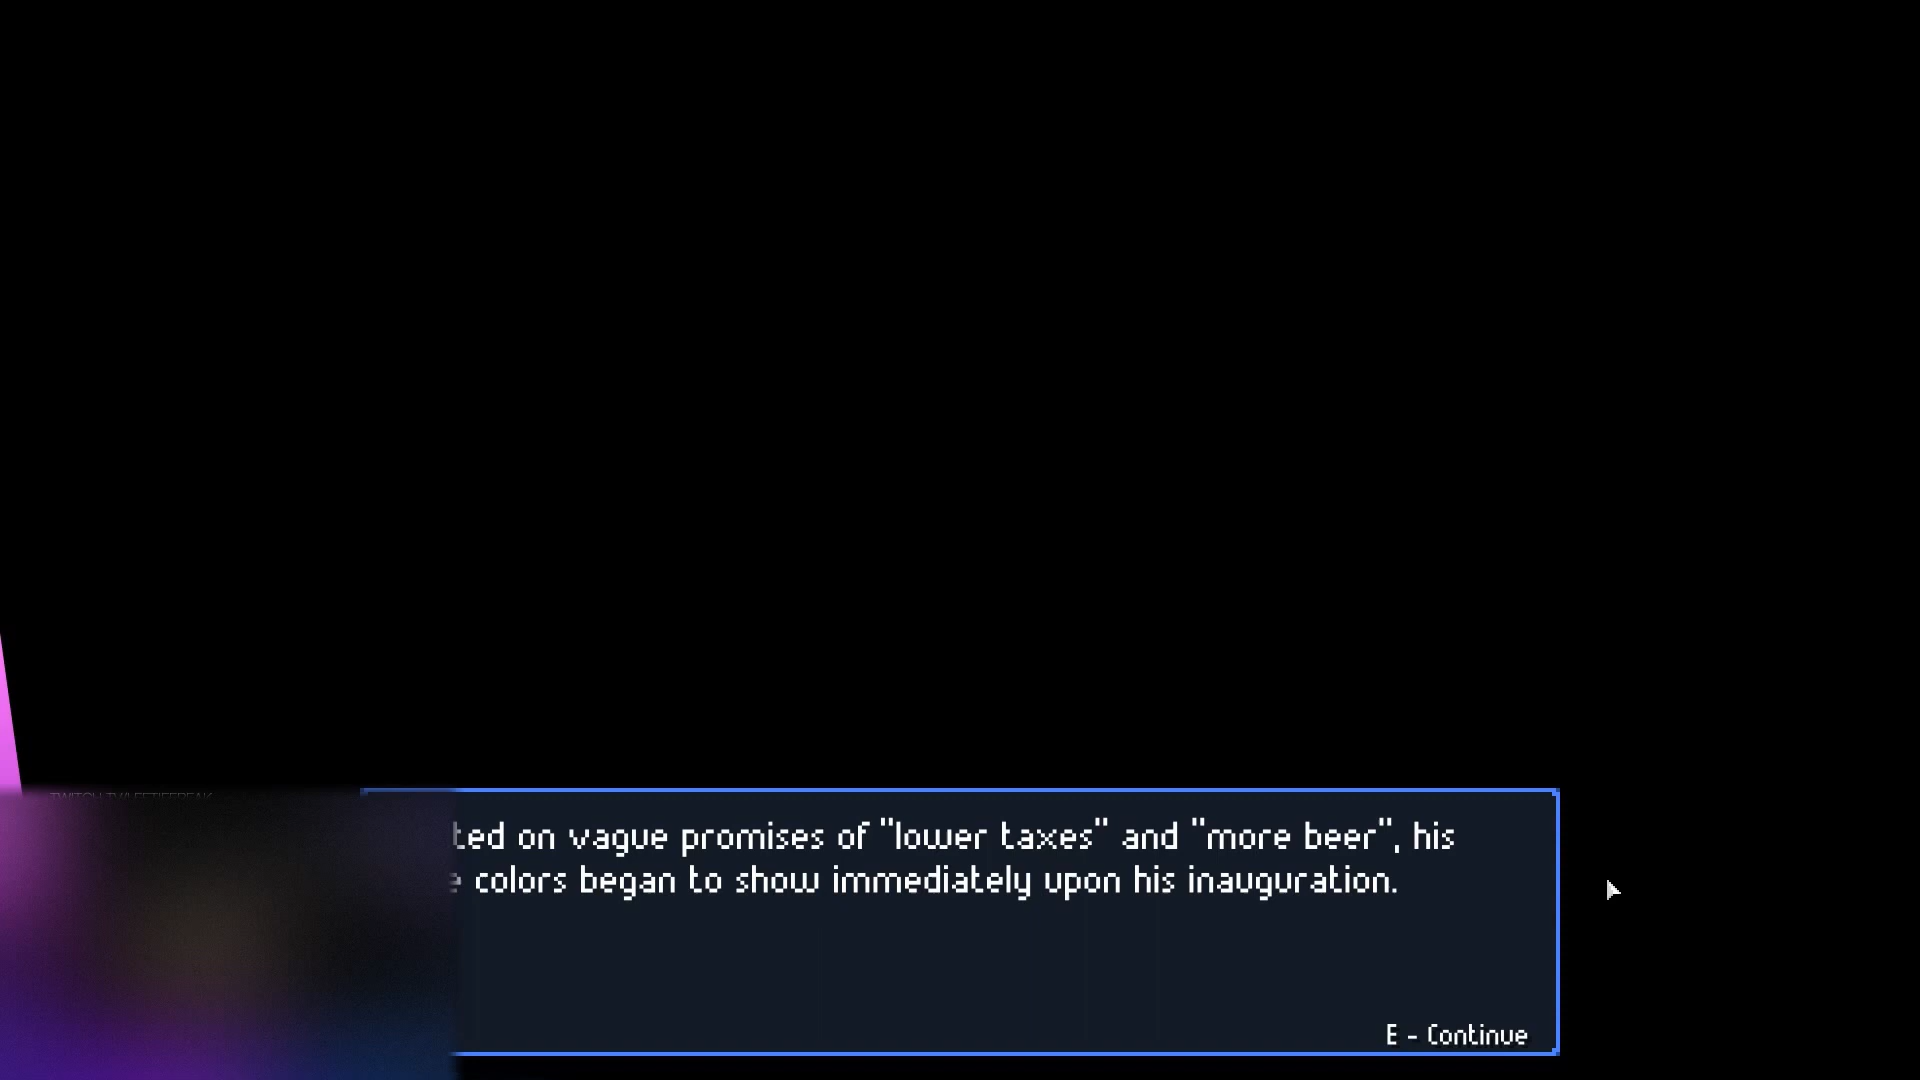 ted on vague promises of "lower taxes" and "more beer", his
colors began to show immediately upon his inauguration.
E - Continue